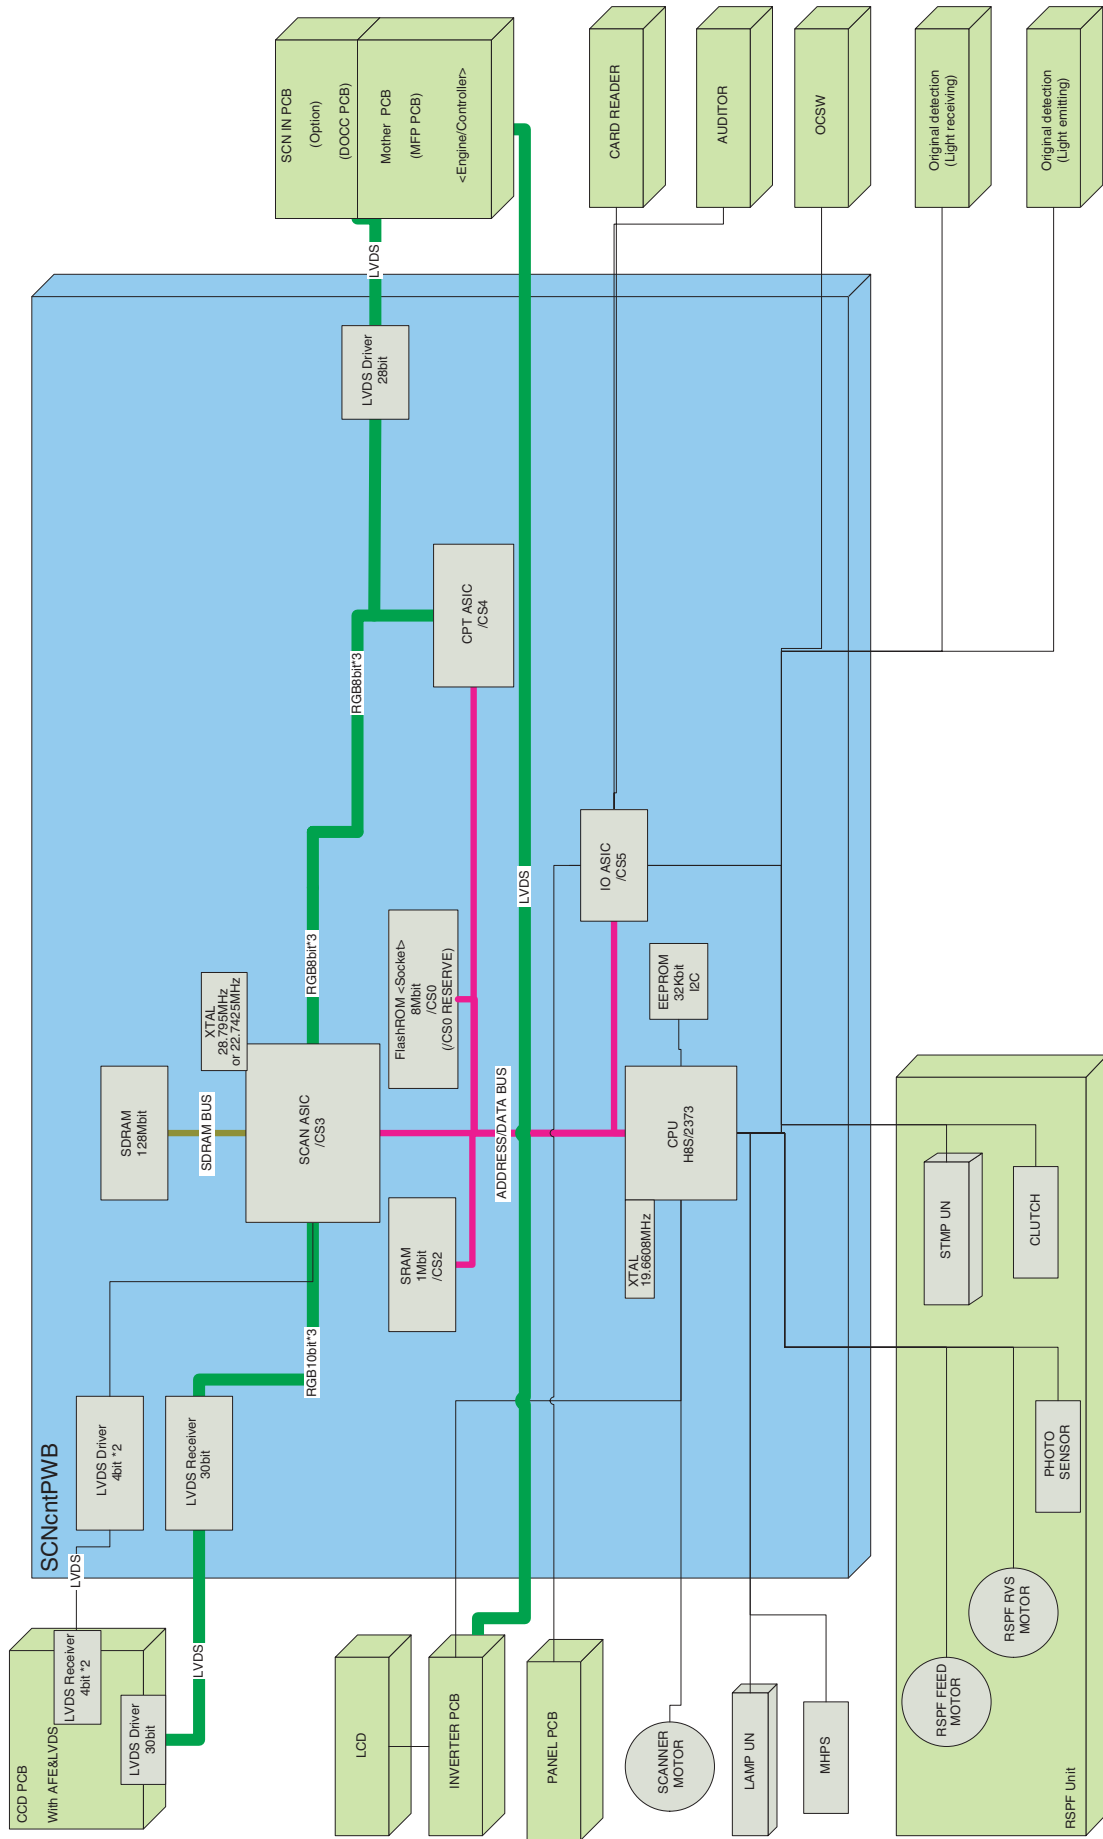 SCNcntPWB
CCD PCB
With AFE&LVDS
LVDS Receiver
4bit *2
LVDS Driver
30bit
LVDS
LVDS
LVDS Driver
4bit *2
LVDS Receiver
30bit
RGB10bit*3
SDRAM
128Mbit
SDRAM BUS
XTAL
28.795MHz
or 22.7425MHz
SCAN ASIC
/CS3
RGB8bit*3
RGB8bit*3
SRAM
1Mbit
/CS2
FlashROM <Socket>
8Mbit
/CS0
(/CS0 RESERVE)
CPT ASIC
/CS4
LVDS Driver
28bit
LVDS
SCN IN PCB
(Option)
(DOCC PCB)
Mother PCB
(MFP PCB)
<Engine/Controller>
ADDRESS/DATA BUS
LVDS
IO ASIC
/CS5
EEPROM
32Kbit
I2C
CPU
H8S/2373
XTAL
19.6608MHz
LCD
INVERTER PCB
PANEL PCB
SCANNER
MOTOR
LAMP UN
MHPS
CARD READER
AUDITOR
OCSW
Original detection
(Light receiving)
Original detection
(Light emitting)
RSPF Unit
RSPF FEED
MOTOR
RSPF RVS
MOTOR
PHOTO
SENSOR
STMP UN
CLUTCH